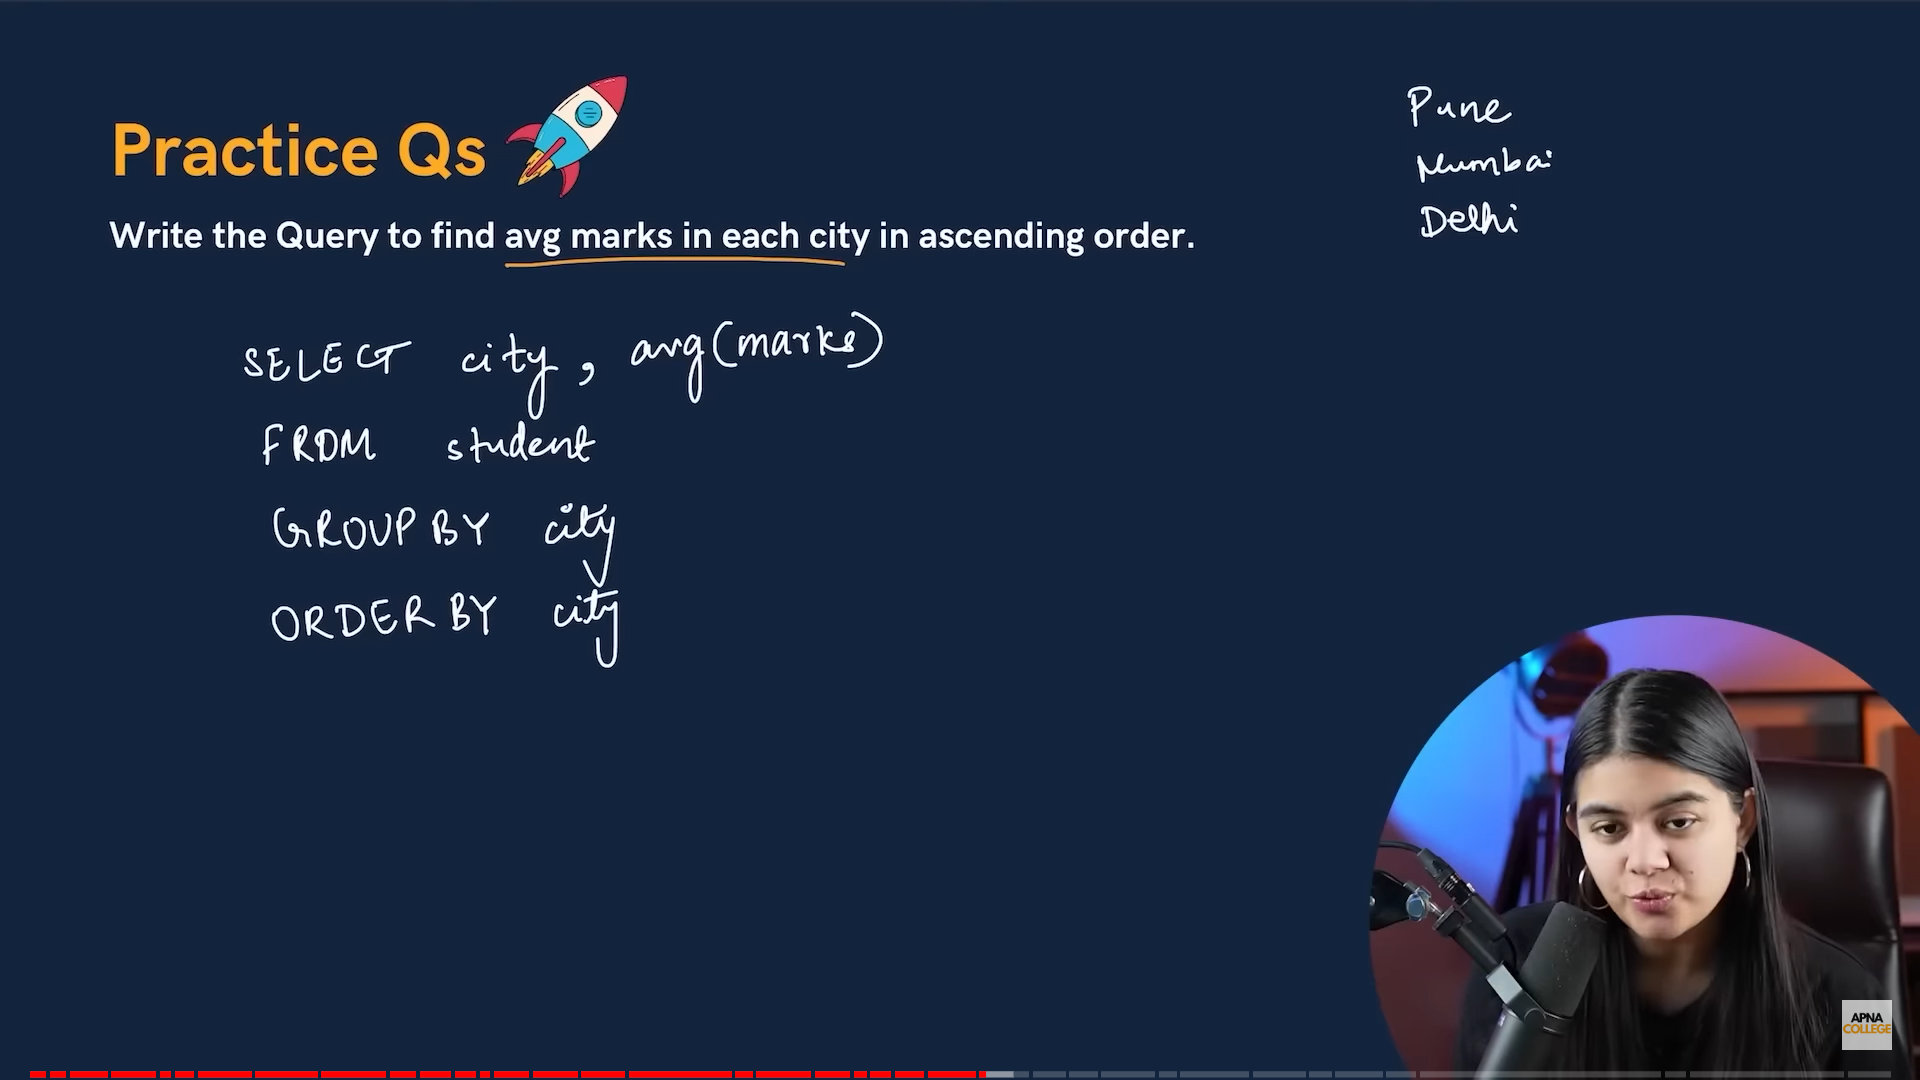 Practice Qs
Write the Query to find avg marks in each city in ascending order.
Pune
Mumbai
Delhi
SELECT city, avg(marks)
FROM student
GROUP BY city
ORDER BY city
APNA
COLLEGE